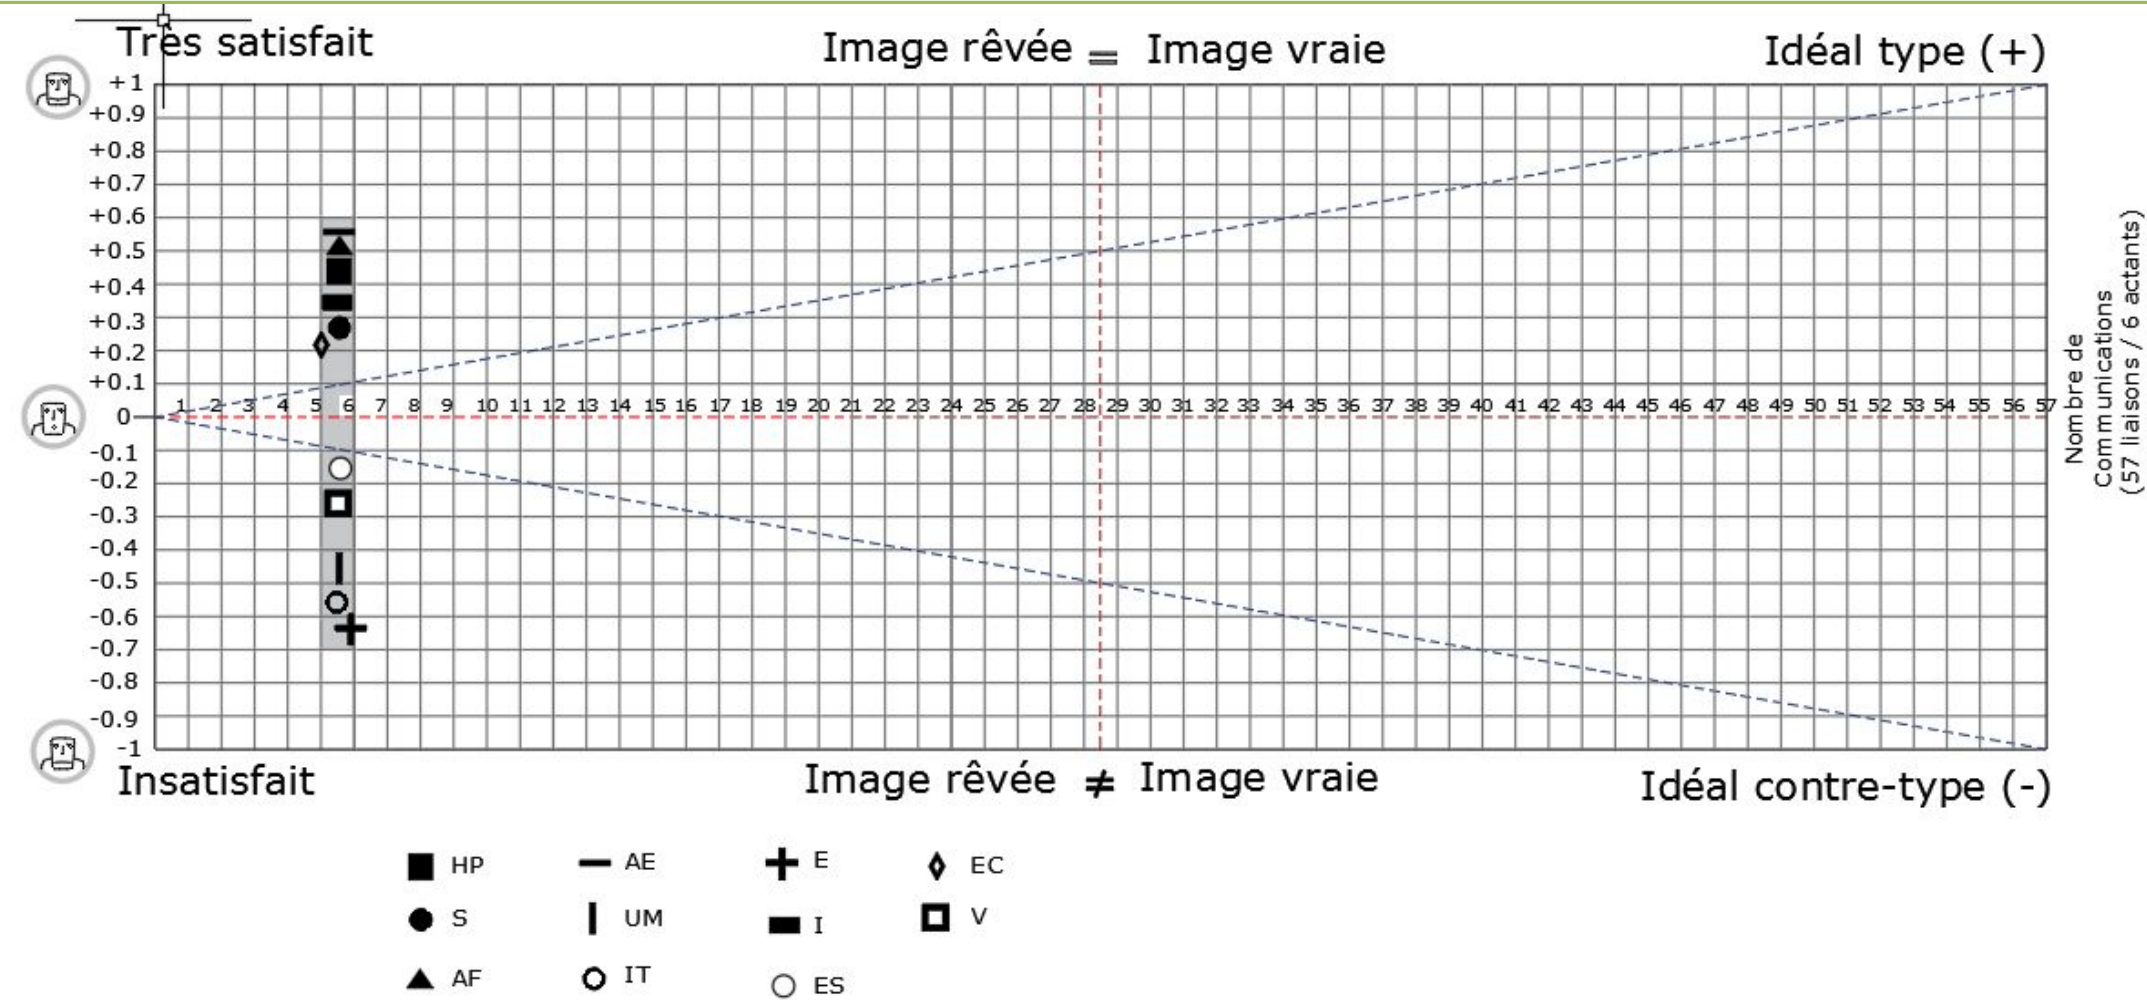 Très satisfait
Image rêvée = Image vraie
Idéal type (+)
+1
+0.9
+0.8
+0.7
+0.6
+0.5
+0.4
+0.3
+0.2
+0.1
0
1 2 3 4 5 6 7 8 9 10 11 12 13 14 15 16 17 18 19 20 21 22 23 24 25 26 27 28 29 30 31 32 33 34 35 36 37 38 39 40 41 42 43 44 45 46 47 48 49 50 51 52 53 54 55 56 57
-0.1
-0.2
-0.3
-0.4
-0.5
-0.6
-0.7
-0.8
-0.9
-1
Nombre de
Communications
(57 liaisons / 6 actants)
Insatisfait
Image rêvée ≠ Image vraie
Idéal contre-type (-)
HP
AE
E
EC
S
UM
I
V
AF
IT
ES